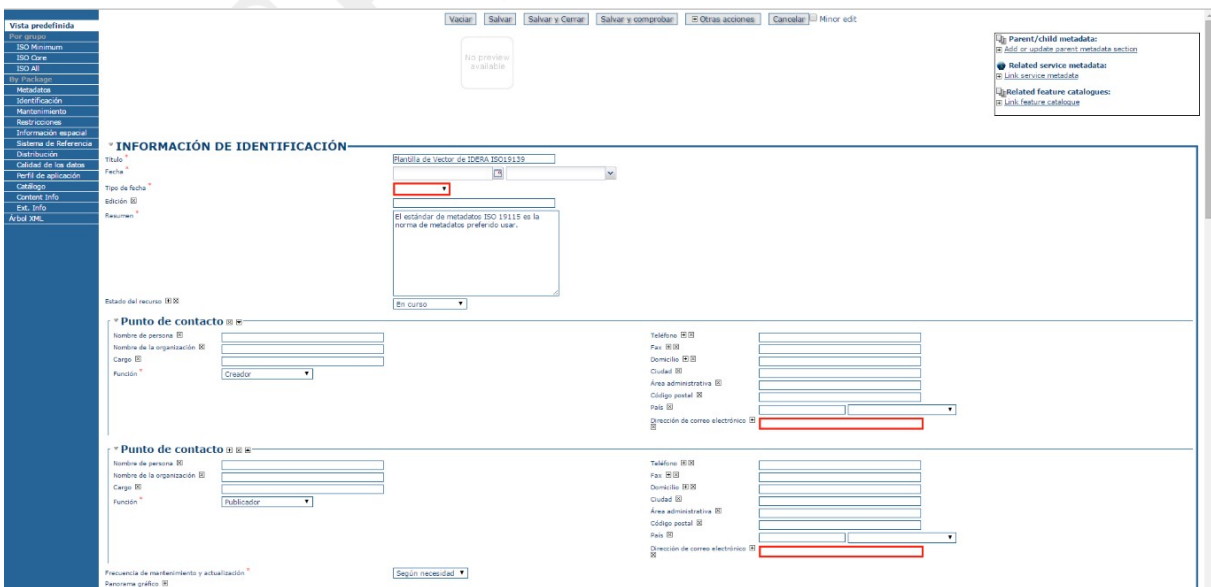 Vaciar Salvar Salvar y Cerrar Salvar y comprobar Otras acciones Cancelar Minor edit
Vista predefinida
Por grupo
ISO Minimum
ISO Core
ISO All
By Package
Metadatos
Identificación
Mantenimiento
Restricciones
Información espacial
Sistema de Referencia
Distribución
Calidad de los datos
Perfil de aplicación
Catálogo
Content Info
Ext. Info
Árbol XML
No preview
available
Parent/child metadata:
Add or update parent metadata section
Related service metadata:
Link service metadata
Related feature catalogues:
Link feature catalogue
INFORMACIÓN DE IDENTIFICACIÓN
Título * Plantilla de Vector de IDERA ISO19139
Fecha *
Tipo de fecha *
Edición
Resumen * El estándar de metadatos ISO 19115 es la
norma de metadatos preferido usar.
Estado del recurso En curso
Punto de contacto
Nombre de persona
Nombre de la organización
Cargo
Función * Creador
Teléfono
Fax
Domicilio
Ciudad
Área administrativa
Código postal
País
Dirección de correo electrónico
Punto de contacto
Nombre de persona
Nombre de la organización
Cargo
Función * Publicador
Teléfono
Fax
Domicilio
Ciudad
Área administrativa
Código postal
País
Dirección de correo electrónico
Frecuencia de mantenimiento y actualización * Según necesidad
Panorama gráfico